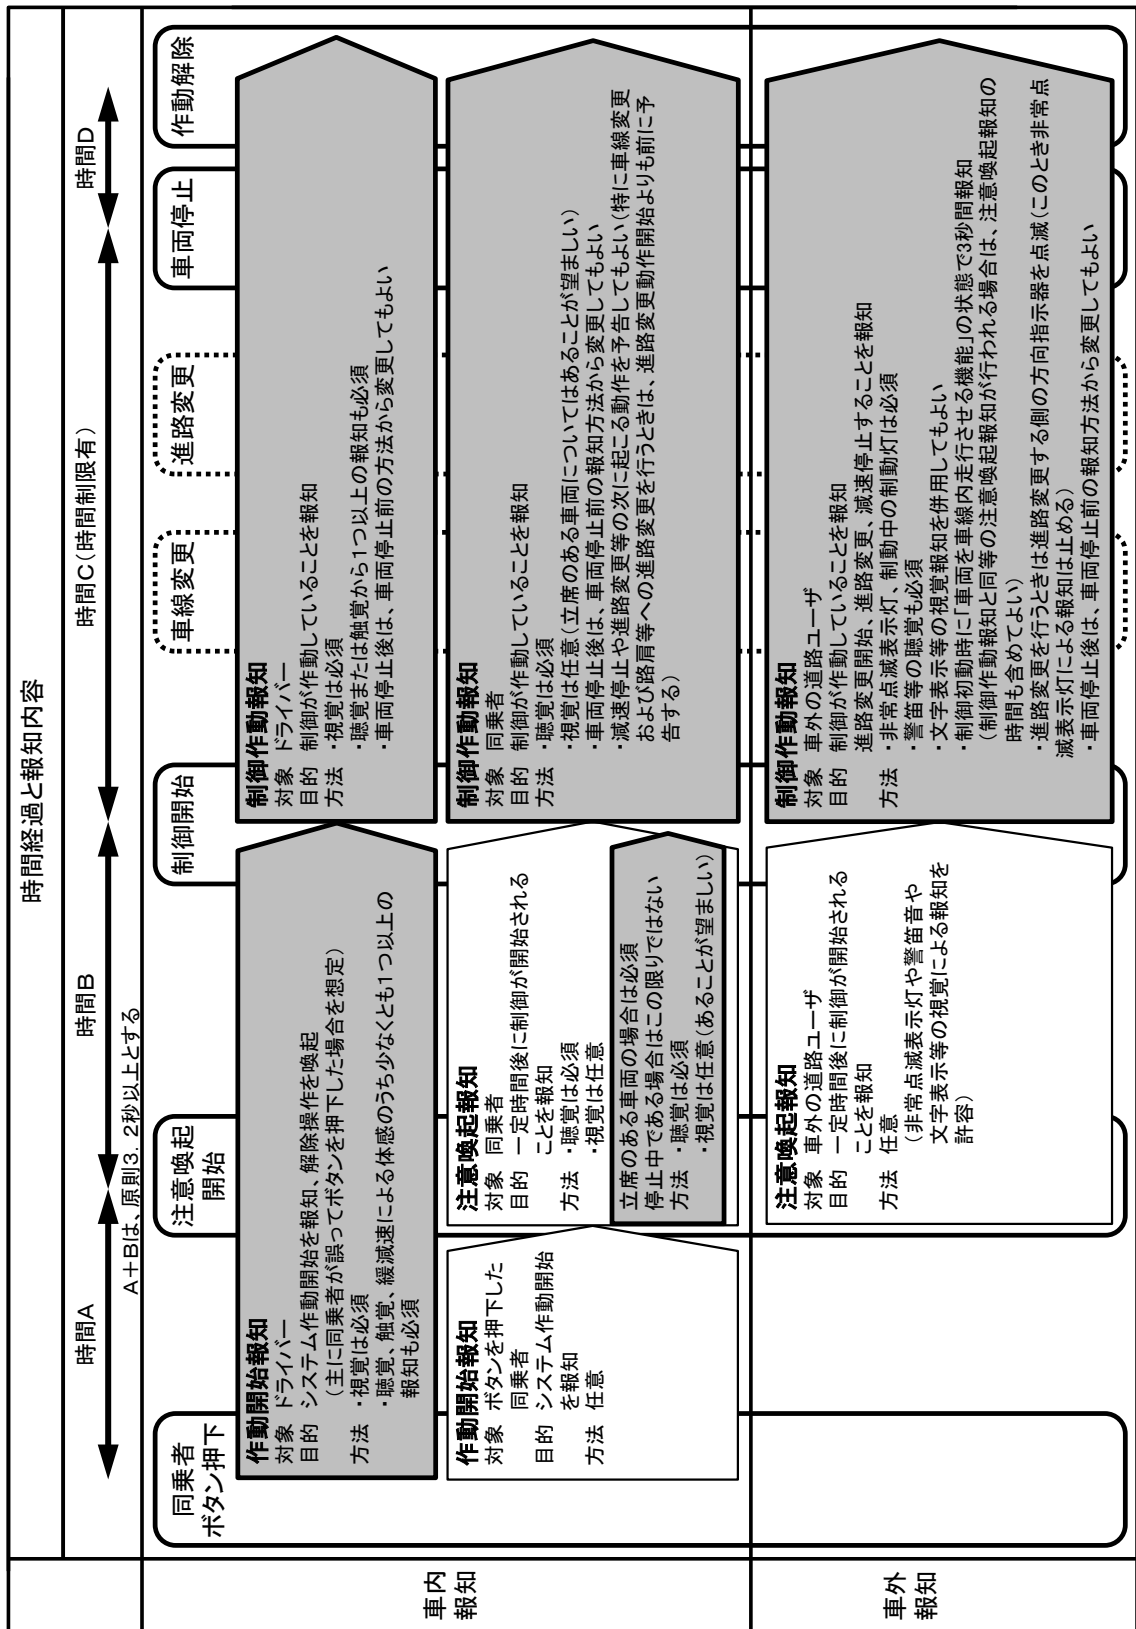 時間経過と報知内容
時間A
時間B
時間C(時間制限有)
時間D
A+Bは、原則3.2秒以上とする
同乗者
ボタン押下
注意喚起
開始
制御開始
車線変更
進路変更
車両停止
作動解除
車内
報知
作動開始報知
対象 ドライバー
目的 システム作動開始を報知、解除操作を喚起
(主に同乗者が誤ってボタンを押下した場合を想定)
方法 ・視覚は必須
・聴覚、触覚、緩減速による体感のうち少なくとも1つ以上の
報知も必須
制御作動報知
対象 ドライバー
目的 制御が作動していることを報知
方法 ・視覚は必須
・聴覚または触覚から1つ以上の報知も必須
・車両停止後は、車両停止前の方法から変更してもよい
作動開始報知
対象 ボタンを押下した
同乗者
目的 システム作動開始
を報知
方法 任意
注意喚起報知
対象 同乗者
目的 一定時間後に制御が開始される
ことを報知
方法 ・聴覚は必須
・視覚は任意
立席のある車両の場合は必須
停止中である場合はこの限りではない
方法 ・聴覚は必須
・視覚は任意(あることが望ましい)
制御作動報知
対象 同乗者
目的 制御が作動していることを報知
方法 ・聴覚は必須
・視覚は任意(立席のある車両についてはあることが望ましい)
・車両停止後は、車両停止前の報知方法から変更してもよい
・減速停止や進路変更等の次に起こる動作を予告してもよい(特に車線変更
および路肩等への進路変更を行うときは、進路変更動作開始よりも前に予
告する)
車外
報知
注意喚起報知
対象 車外の道路ユーザ
目的 一定時間後に制御が開始される
ことを報知
方法 任意
(非常点滅表示灯や警笛音や
文字表示等の視覚による報知を
許容)
制御作動報知
対象 車外の道路ユーザ
目的 制御が作動していることを報知
進路変更開始、進路変更、減速停止することを報知
方法 ・非常点滅表示灯、制動中の制動灯は必須
・警笛等の聴覚も必須
・文字表示等の視覚報知を併用してもよい
・制御初動時に「車両を車線内走行させる機能」の状態で3秒間報知
(制御作動報知と同等の注意喚起報知が行われる場合は、注意喚起報知の
時間も含めてよい)
・進路変更を行うときは進路変更する側の方向指示器を点滅(このとき非常点
滅表示灯による報知は止める)
・車両停止後は、車両停止前の報知方法から変更してもよい